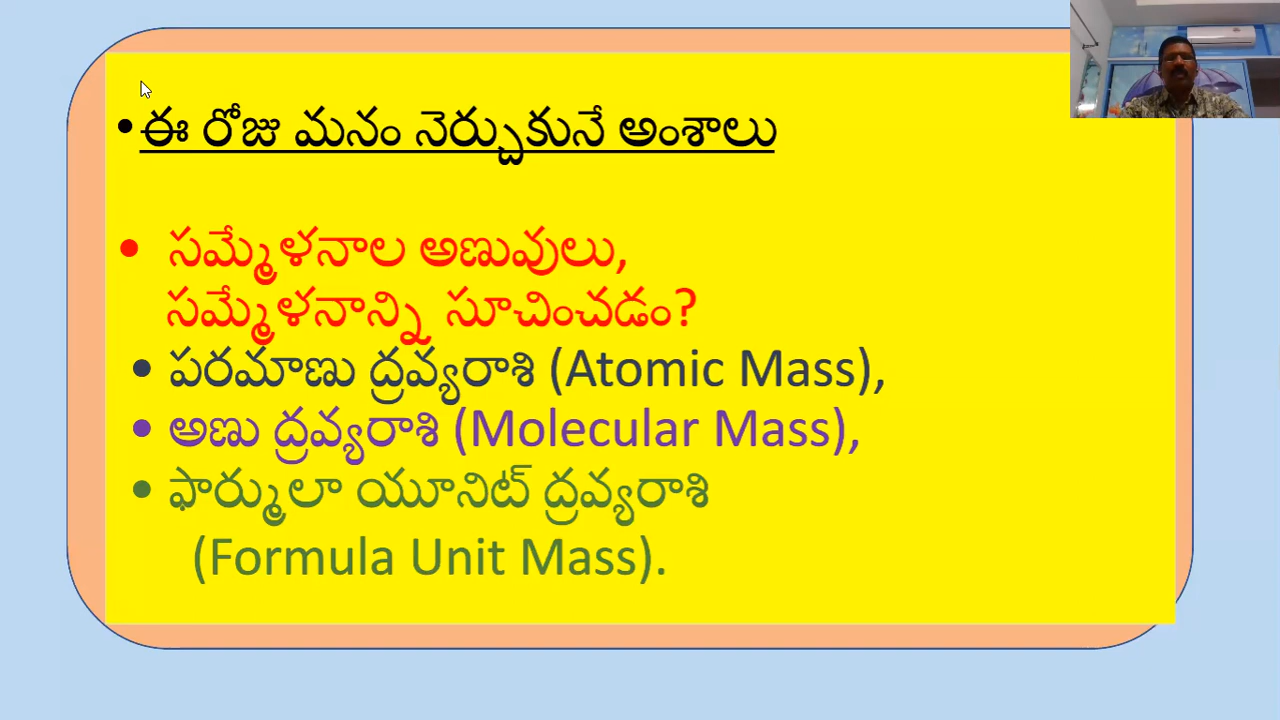 •ఈ రోజు మనం నెర్చుకునే అంశాలు
• సమ్మేళనాల అణువులు,
సమ్మేళనాన్ని సూచించడం?
• పరమాణు ద్రవ్యరాశి (Atomic Mass),
• అణు ద్రవ్యరాశి (Molecular Mass),
• ఫార్ములా యూనిట్ ద్రవ్యరాశి
(Formula Unit Mass).